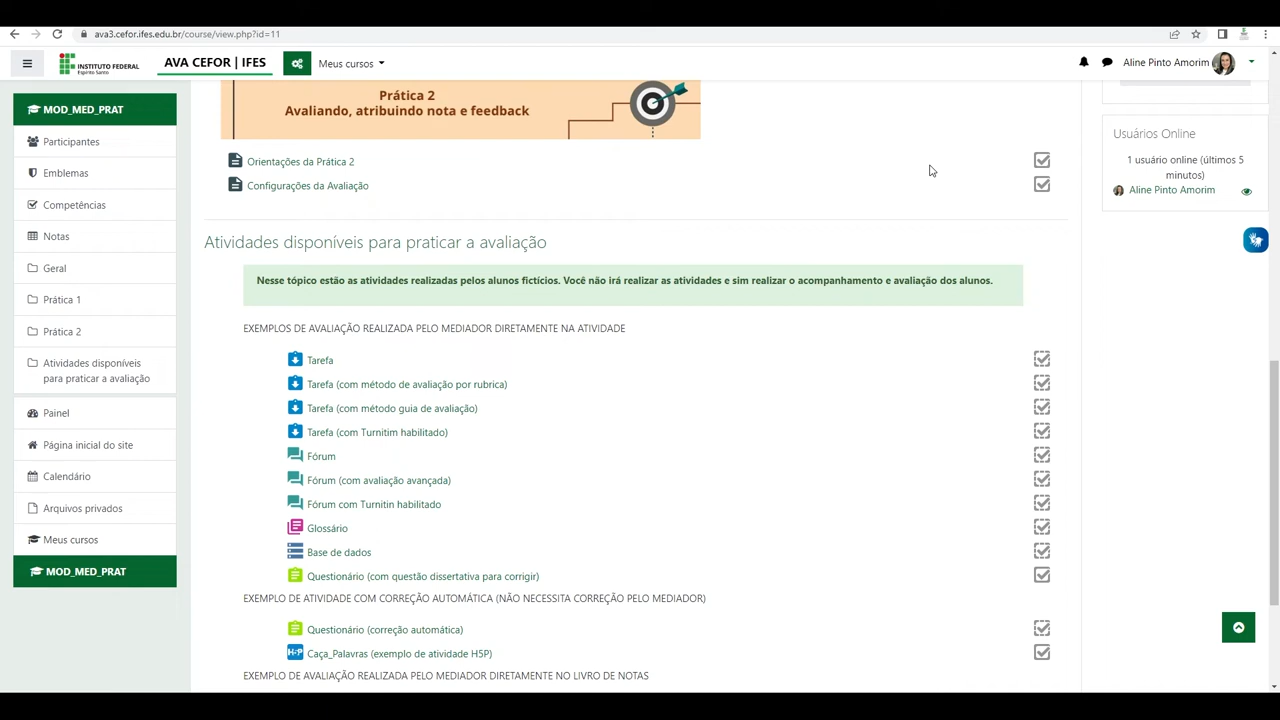 ava3.cefor.ifes.edu.br/course/view.php?id=11
INSTITUTO FEDERAL
Espírito Santo
AVA CEFOR | IFES
Meus cursos
Aline Pinto Amorim
MOD_MED_PRAT
Participantes
Emblemas
Competências
Notas
Geral
Prática 1
Prática 2
Atividades disponíveis
para praticar a avaliação
Painel
Página inicial do site
Calendário
Arquivos privados
Meus cursos
MOD_MED_PRAT
Prática 2
Avaliando, atribuindo nota e feedback
Orientações da Prática 2
Configurações da Avaliação
Atividades disponíveis para praticar a avaliação
Nesse tópico estão as atividades realizadas pelos alunos fictícios. Você não irá realizar as atividades e sim realizar o acompanhamento e avaliação dos alunos.
EXEMPLOS DE AVALIAÇÃO REALIZADA PELO MEDIADOR DIRETAMENTE NA ATIVIDADE
Tarefa
Tarefa (com método de avaliação por rubrica)
Tarefa (com método guia de avaliação)
Tarefa (com Turnitim habilitado)
Fórum
Fórum (com avaliação avançada)
Fórum com Turnitin habilitado
Glossário
Base de dados
Questionário (com questão dissertativa para corrigir)
EXEMPLO DE ATIVIDADE COM CORREÇÃO AUTOMÁTICA (NÃO NECESSITA CORREÇÃO PELO MEDIADOR)
Questionário (correção automática)
H5P
Caça_Palavras (exemplo de atividade H5P)
EXEMPLO DE AVALIAÇÃO REALIZADA PELO MEDIADOR DIRETAMENTE NO LIVRO DE NOTAS
Usuários Online
1 usuário online (últimos 5
minutos)
Aline Pinto Amorim